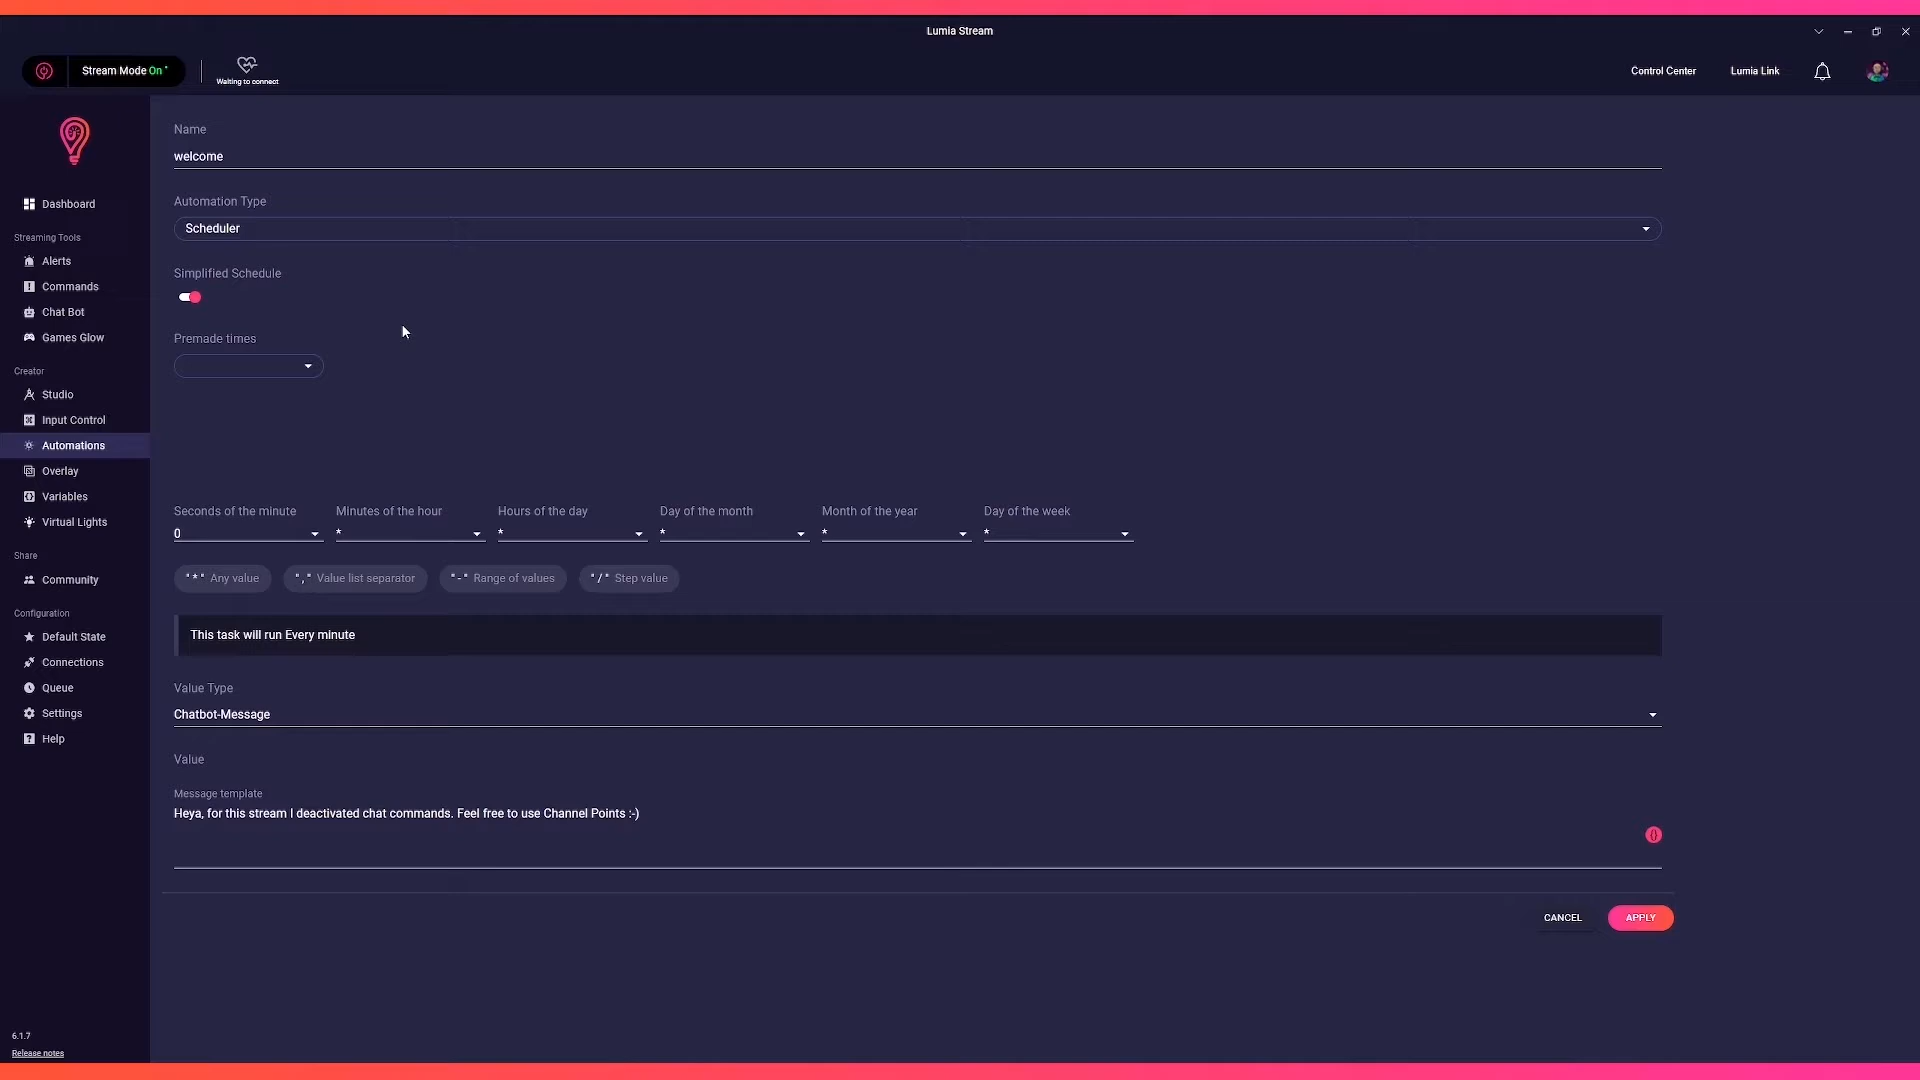 Lumia Stream
Stream Mode On
Waiting to connect
Control Center
Lumia Link
Dashboard
Streaming Tools
Alerts
Commands
Chat Bot
Games Glow
Creator
Studio
Input Control
Automations
Overlay
Variables
Virtual Lights
Share
Community
Configuration
Default State
Connections
Queue
Settings
Help
6.1.7
Release notes
Name
welcome
Automation Type
Scheduler
Simplified Schedule
Premade times
Seconds of the minute
0
Minutes of the hour
*
Hours of the day
*
Day of the month
*
Month of the year
*
Day of the week
*
"*" Any value
"," Value list separator
"-" Range of values
"/" Step value
This task will run Every minute
Value Type
Chatbot-Message
Value
Message template
Heya, for this stream I deactivated chat commands. Feel free to use Channel Points :-)
{}
CANCEL
APPLY